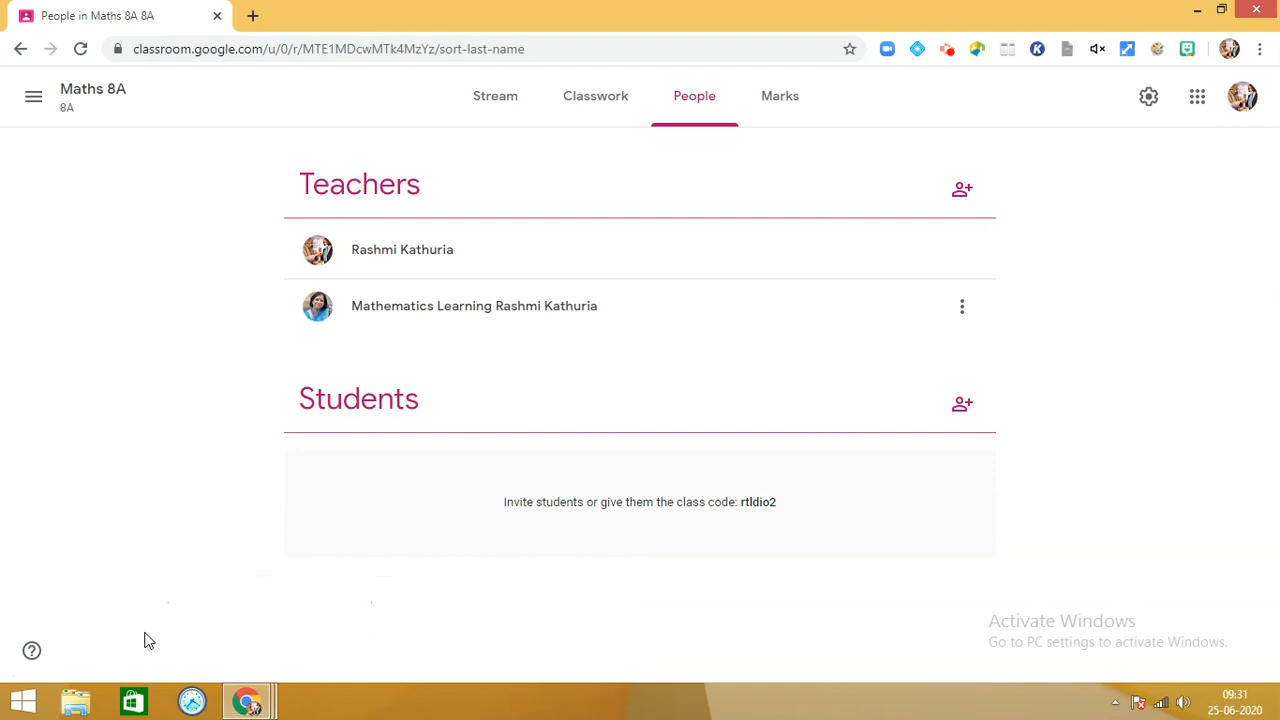 People in Maths 8A 8A
classroom.google.com/u/0/r/MTE1MDcwMTk4MzYz/sort-last-name
Maths 8A
8A
Stream Classwork People Marks
Teachers
Rashmi Kathuria
Mathematics Learning Rashmi Kathuria
Students
Invite students or give them the class code: rtldio2
Activate Windows
Go to PC settings to activate Windows.
09:31
25-06-2020